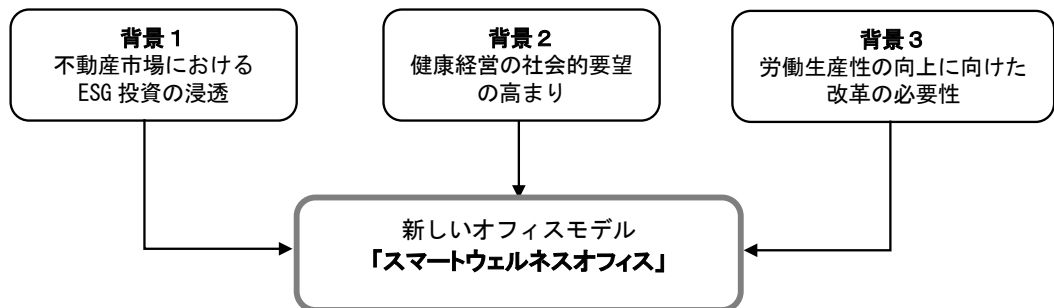 背景1
不動産市場における
ESG 投資の浸透
背景2
健康経営の社会的要望
の高まり
背景3
労働生産性の向上に向けた
改革の必要性
新しいオフィスモデル
「スマートウェルネスオフィス」